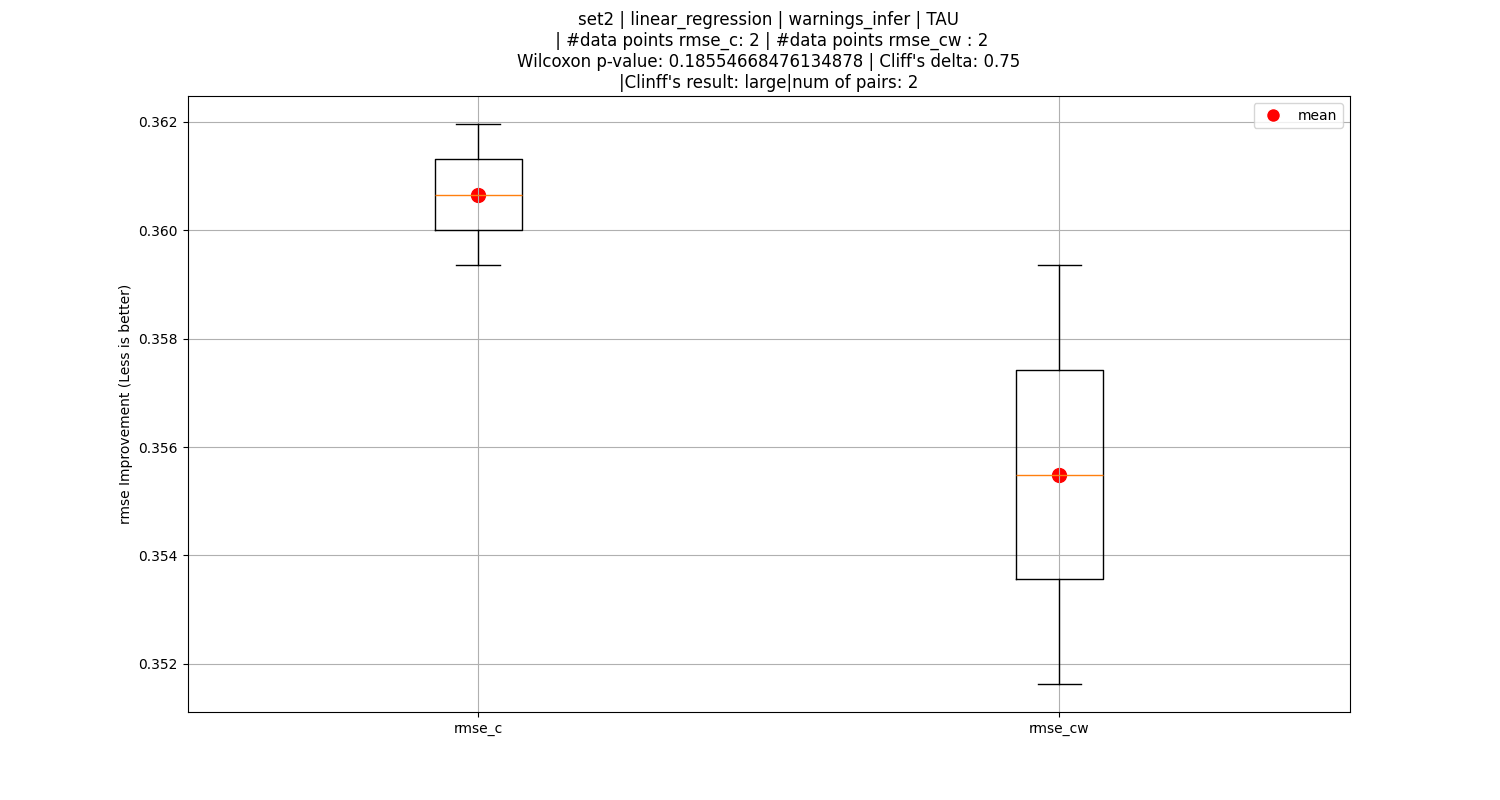 set2 | linear_regression | warnings_infer | TAU
| #data points rmse_c: 2 | #data points rmse_cw : 2
Wilcoxon p-value: 0.18554668476134878 | Cliff's delta: 0.75
|Clinff's result: large|num of pairs: 2
mean
0.362
0.360
0.358
0.356
0.354
0.352
rmse Improvement (Less is better)
rmse_c
rmse_cw